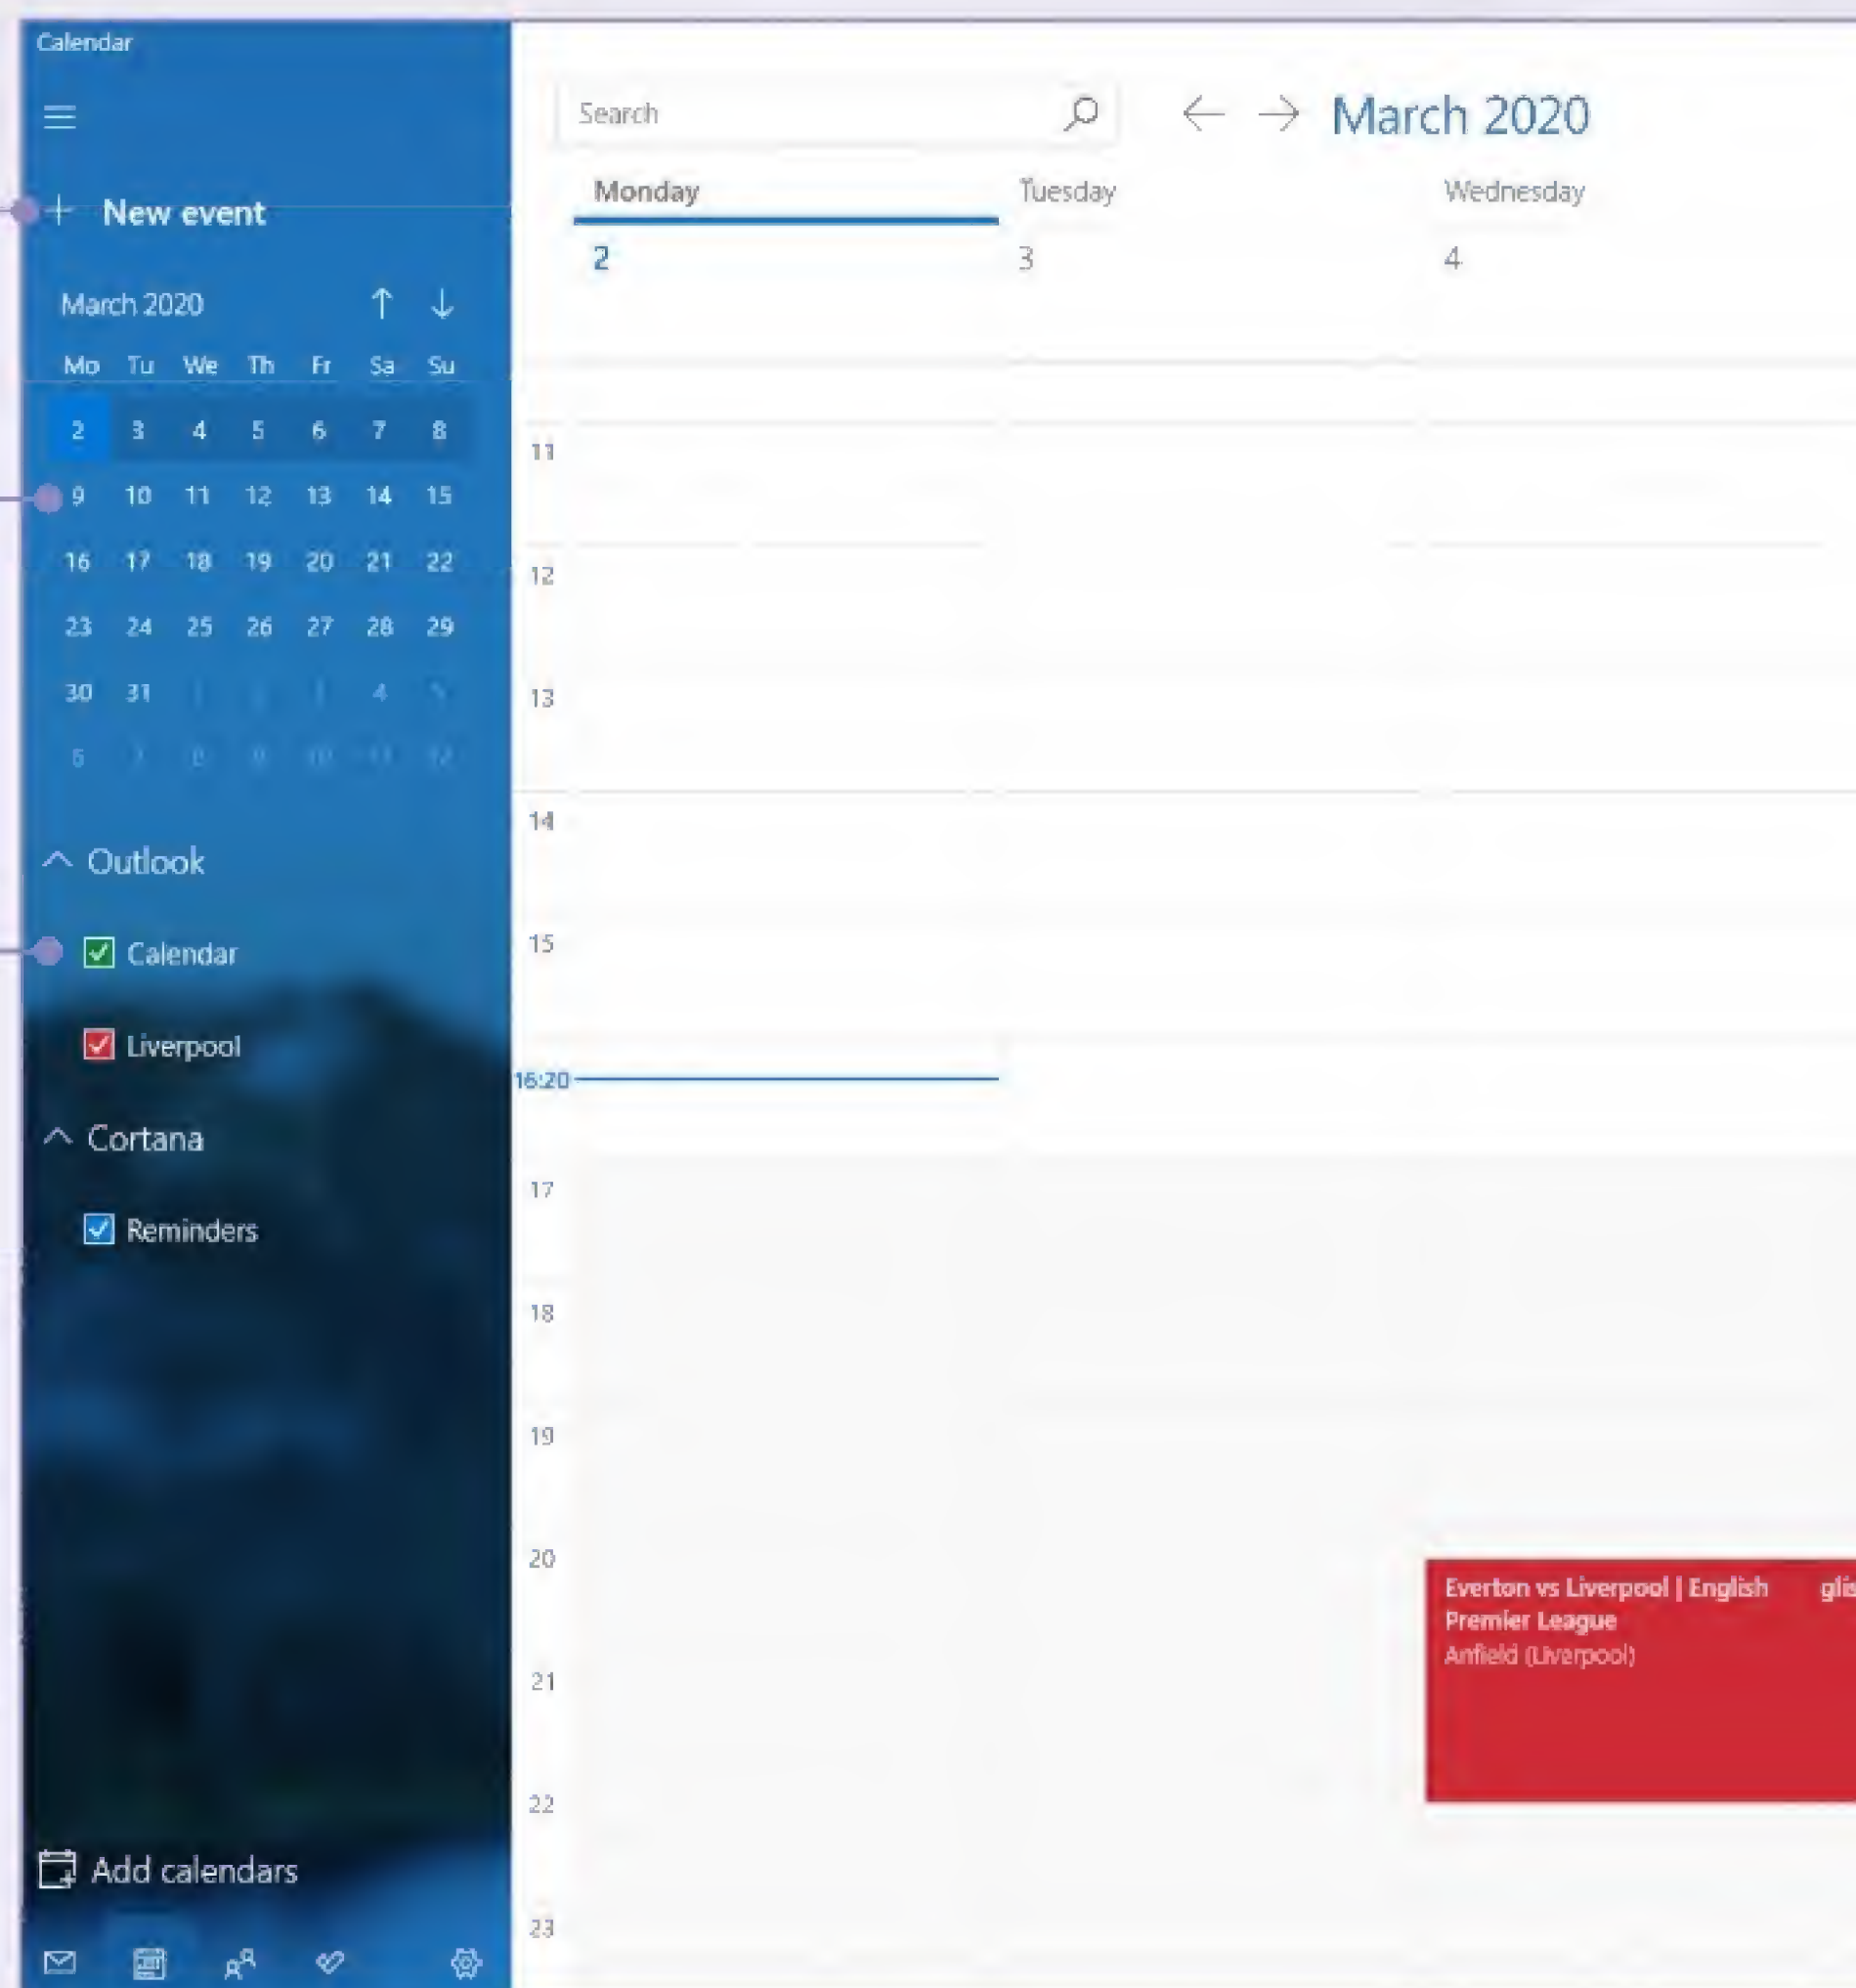 Calendar
New event
March 2020
Mo Tu We Th Fr Sa Su
2 3 4 5 6 7 8
9 10 11 12 13 14 15
16 17 18 19 20 21 22
23 24 25 26 27 28 29
30 31 1 2 3 4 5
6 7 8 9 10 11 12
Outlook
Calendar
Liverpool
Cortana
Reminders
Add calendars
Search
March 2020
Monday Tuesday Wednesday
2 3 4
11
12
13
14
15
16:20
17
18
19
20
Everton vs Liverpool | English glis
Premier League
Anfield (Liverpool)
21
22
23